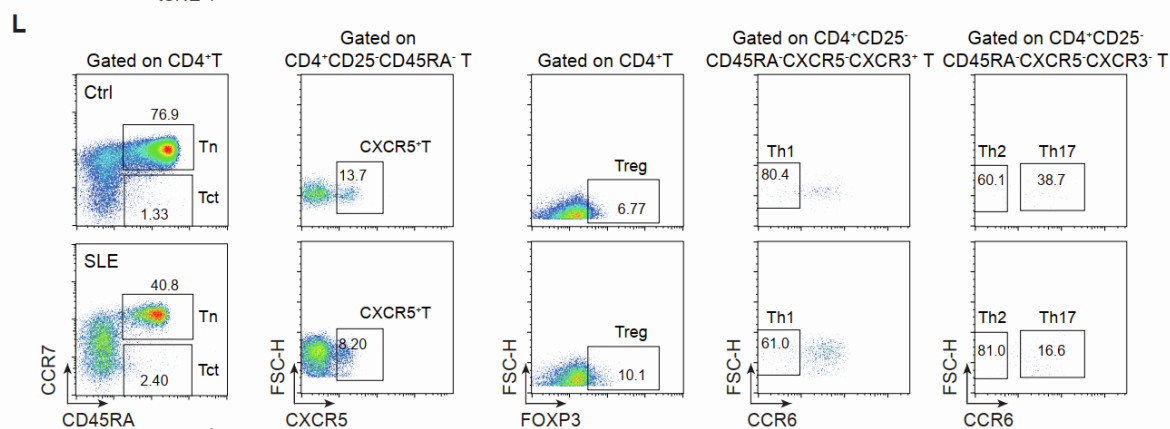 L
Gated on CD4⁺T
Gated on
CD4⁺CD25⁻CD45RA⁻ T
Gated on CD4⁺T
Gated on CD4⁺CD25⁻
CD45RA⁻CXCR5⁻CXCR3⁺ T
Gated on CD4⁺CD25⁻
CD45RA⁻CXCR5⁻CXCR3⁻ T
Ctrl
76.9
Tn
Tct
1.33
CXCR5⁺T
13.7
Treg
6.77
Th1
80.4
Th2
60.1
Th17
38.7
SLE
40.8
Tn
Tct
2.40
CXCR5⁺T
8.20
Treg
10.1
Th1
61.0
Th2
81.0
Th17
16.6
CCR7
CD45RA
FSC-H
CXCR5
FSC-H
FOXP3
FSC-H
CCR6
FSC-H
CCR6